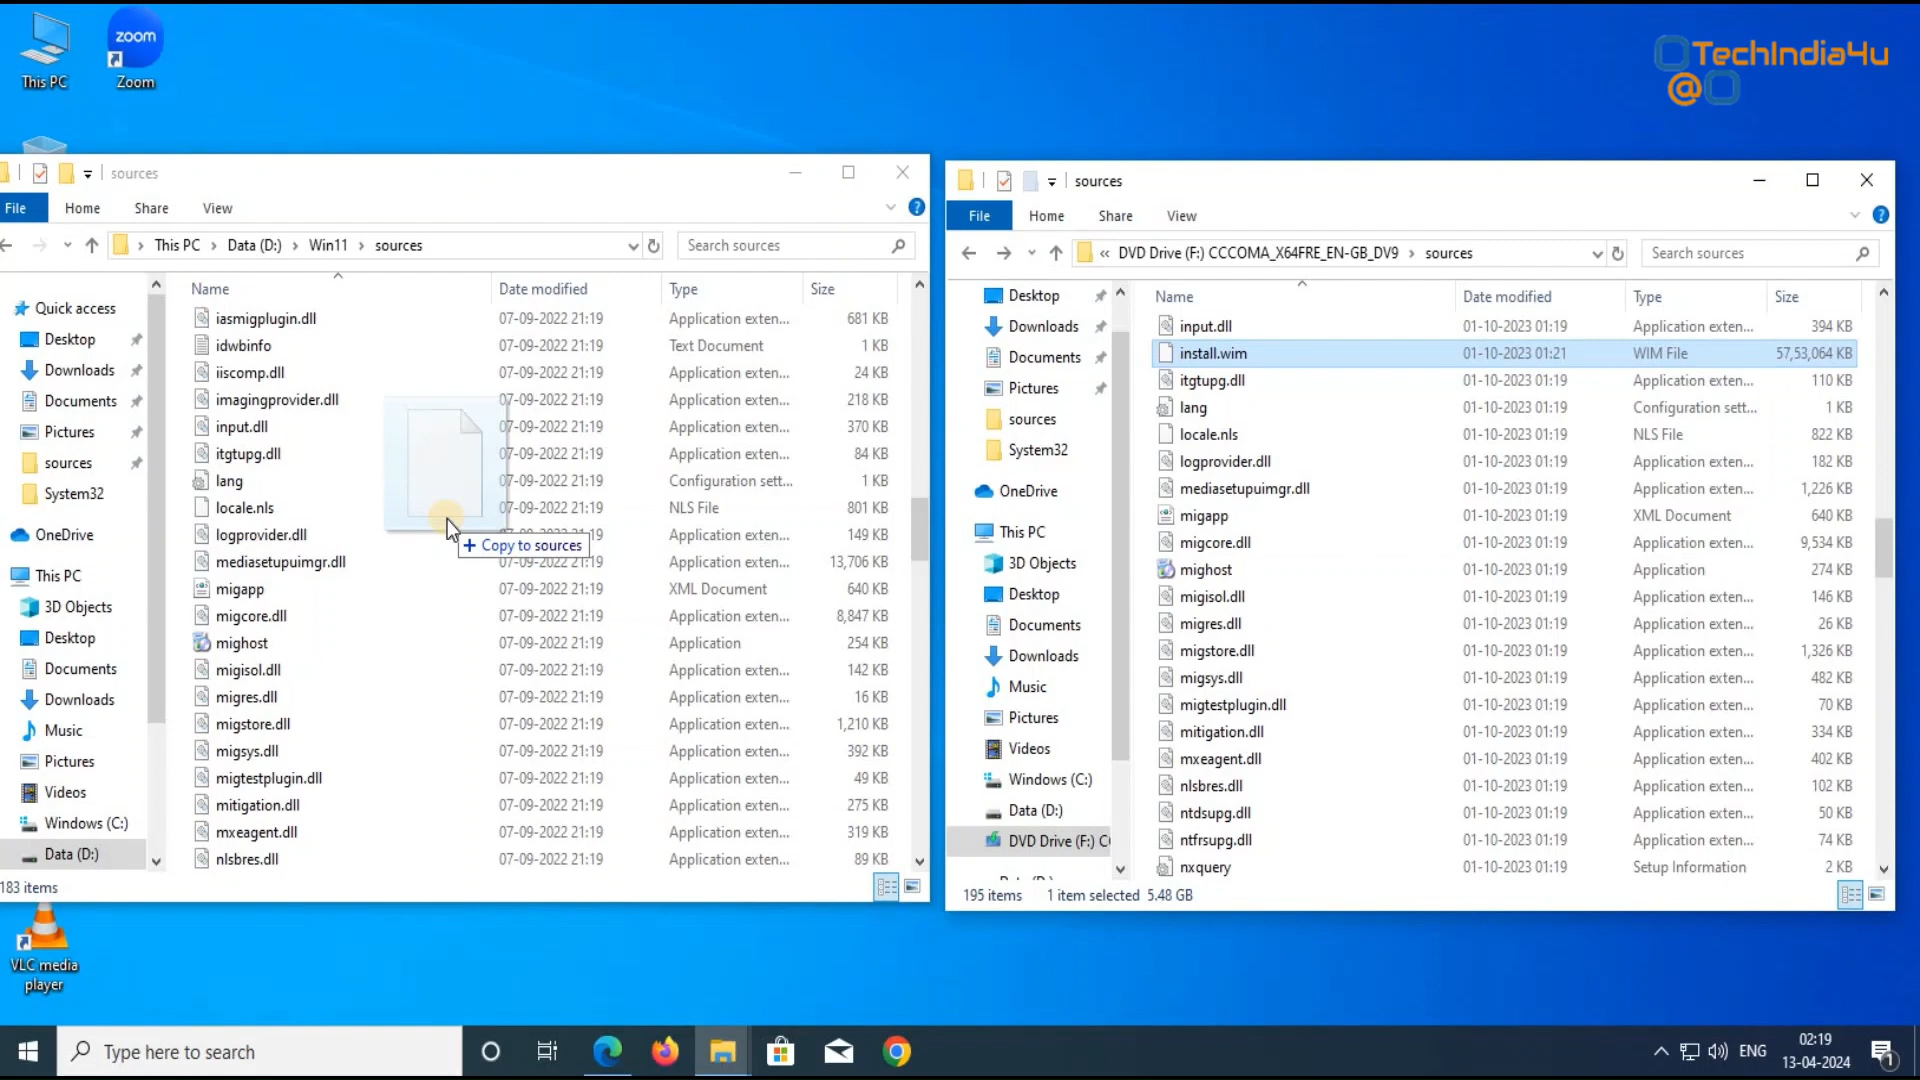 This PC
zoom
Zoom
TechIndia4u
@
sources
File Home Share View
This PC > Data (D:) > Win11 > sources
Search sources
Name Date modified Type Size
iasmigplugin.dll 07-09-2022 21:19 Application exten... 681 KB
idwbinfo 07-09-2022 21:19 Text Document 1 KB
iiscomp.dll 07-09-2022 21:19 Application exten... 24 KB
imagingprovider.dll 07-09-2022 21:19 Application exten... 218 KB
input.dll 07-09-2022 21:19 Application exten... 370 KB
itgtupg.dll 07-09-2022 21:19 Application exten... 84 KB
lang 07-09-2022 21:19 Configuration sett... 1 KB
locale.nls 07-09-2022 21:19 NLS File 801 KB
logprovider.dll 07-09-2022 21:19 Application exten... 149 KB
+ Copy to sources
mediasetupuimgr.dll 07-09-2022 21:19 Application exten... 13,706 KB
migapp 07-09-2022 21:19 XML Document 640 KB
migcore.dll 07-09-2022 21:19 Application exten... 8,847 KB
mighost 07-09-2022 21:19 Application 254 KB
migisol.dll 07-09-2022 21:19 Application exten... 142 KB
migres.dll 07-09-2022 21:19 Application exten... 16 KB
migstore.dll 07-09-2022 21:19 Application exten... 1,210 KB
migsys.dll 07-09-2022 21:19 Application exten... 392 KB
migtestplugin.dll 07-09-2022 21:19 Application exten... 49 KB
mitigation.dll 07-09-2022 21:19 Application exten... 275 KB
mxeagent.dll 07-09-2022 21:19 Application exten... 319 KB
nlsbres.dll 07-09-2022 21:19 Application exten... 89 KB
Quick access
Desktop
Downloads
Documents
Pictures
sources
System32
OneDrive
This PC
3D Objects
Desktop
Documents
Downloads
Music
Pictures
Videos
Windows (C:)
Data (D:)
183 items
sources
File Home Share View
« DVD Drive (F:) CCCOMA_X64FRE_EN-GB_DV9 > sources
Search sources
Name Date modified Type Size
input.dll 01-10-2023 01:19 Application exten... 394 KB
install.wim 01-10-2023 01:21 WIM File 57,53,064 KB
itgtupg.dll 01-10-2023 01:19 Application exten... 110 KB
lang 01-10-2023 01:19 Configuration sett... 1 KB
locale.nls 01-10-2023 01:19 NLS File 822 KB
logprovider.dll 01-10-2023 01:19 Application exten... 182 KB
mediasetupuimgr.dll 01-10-2023 01:19 Application exten... 1,226 KB
migapp 01-10-2023 01:19 XML Document 640 KB
migcore.dll 01-10-2023 01:19 Application exten... 9,534 KB
mighost 01-10-2023 01:19 Application 274 KB
migisol.dll 01-10-2023 01:19 Application exten... 146 KB
migres.dll 01-10-2023 01:19 Application exten... 26 KB
migstore.dll 01-10-2023 01:19 Application exten... 1,326 KB
migsys.dll 01-10-2023 01:19 Application exten... 482 KB
migtestplugin.dll 01-10-2023 01:19 Application exten... 70 KB
mitigation.dll 01-10-2023 01:19 Application exten... 334 KB
mxeagent.dll 01-10-2023 01:19 Application exten... 402 KB
nlsbres.dll 01-10-2023 01:19 Application exten... 102 KB
ntdsupg.dll 01-10-2023 01:19 Application exten... 50 KB
ntfrsupg.dll 01-10-2023 01:19 Application exten... 74 KB
nxquery 01-10-2023 01:19 Setup Information 2 KB
Desktop
Downloads
Documents
Pictures
sources
System32
OneDrive
This PC
3D Objects
Desktop
Documents
Downloads
Music
Pictures
Videos
Windows (C:)
Data (D:)
DVD Drive (F:) CC
195 items 1 item selected 5.48 GB
VLC media
player
Type here to search
ENG
02:19
13-04-2024
1